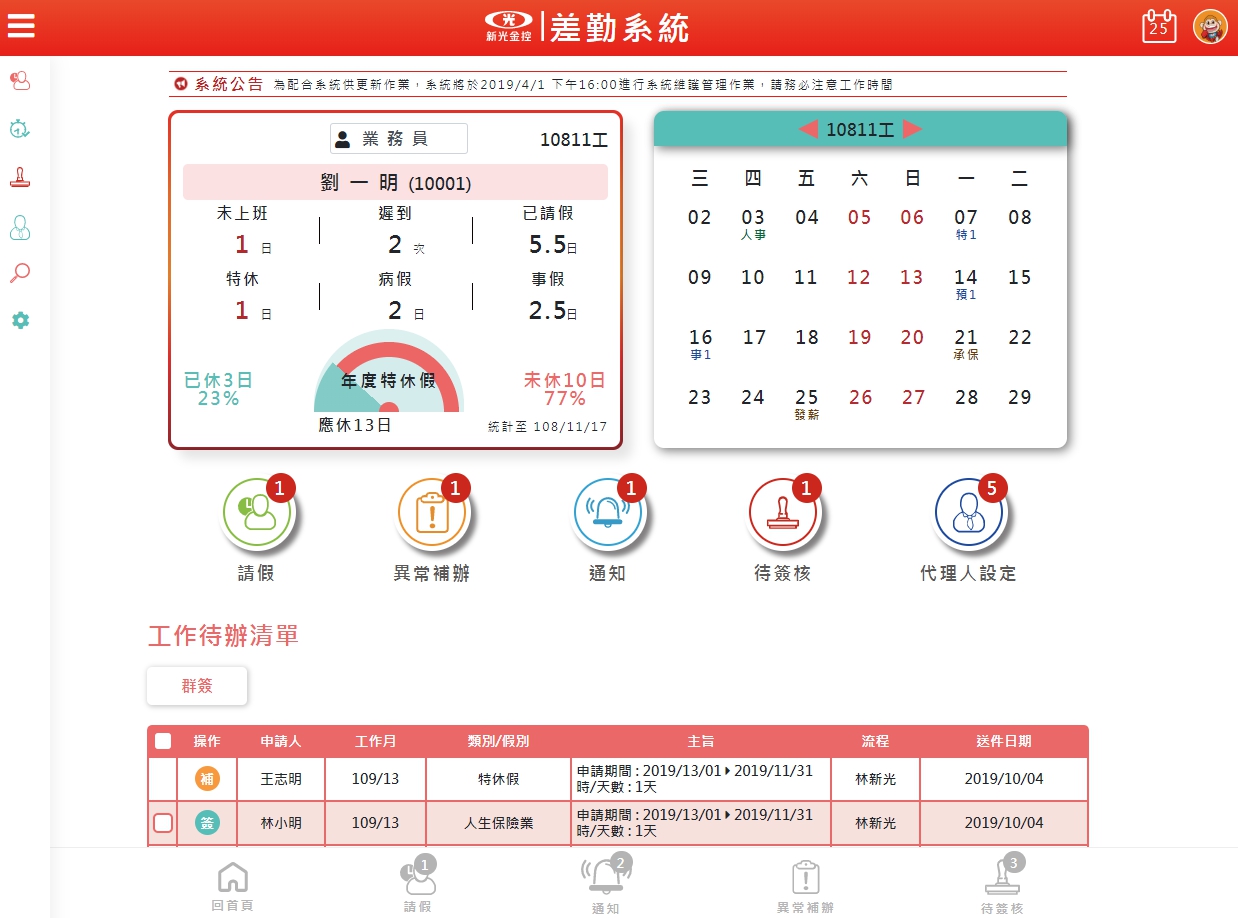 光
新光金控
差勤系統
25
系統公告 為配合系統供更新作業，系統將於2019/4/1 下午16:00進行系統維護管理作業，請務必注意工作時間
業務員
10811工
劉一明 (10001)
未上班 遲到 已請假
1 日 2 次 5.5日
特休 病假 事假
1 日 2 日 2.5日
年度特休假
已休3日
23%
未休10日
77%
應休13日
統計至 108/11/17
10811工
三 四 五 六 日 一 二
02 03 04 05 06 07 08
人事 特1
09 10 11 12 13 14 15
預1
16 17 18 19 20 21 22
事1 承保
23 24 25 26 27 28 29
發薪
1 1 1 1 5
請假 異常補辦 通知 待簽核 代理人設定
工作待辦清單
群簽
操作 申請人 工作月 類別/假別 主旨 流程 送件日期
補 王志明 109/13 特休假 申請期間 : 2019/13/01 ▶ 2019/11/31 林新光 2019/10/04
時/天數 : 1天
簽 林小明 109/13 人生保險業 申請期間 : 2019/13/01 ▶ 2019/11/31 林新光 2019/10/04
時/天數 : 1天
1 2 3
回首頁 請假 通知 異常補辦 待簽核